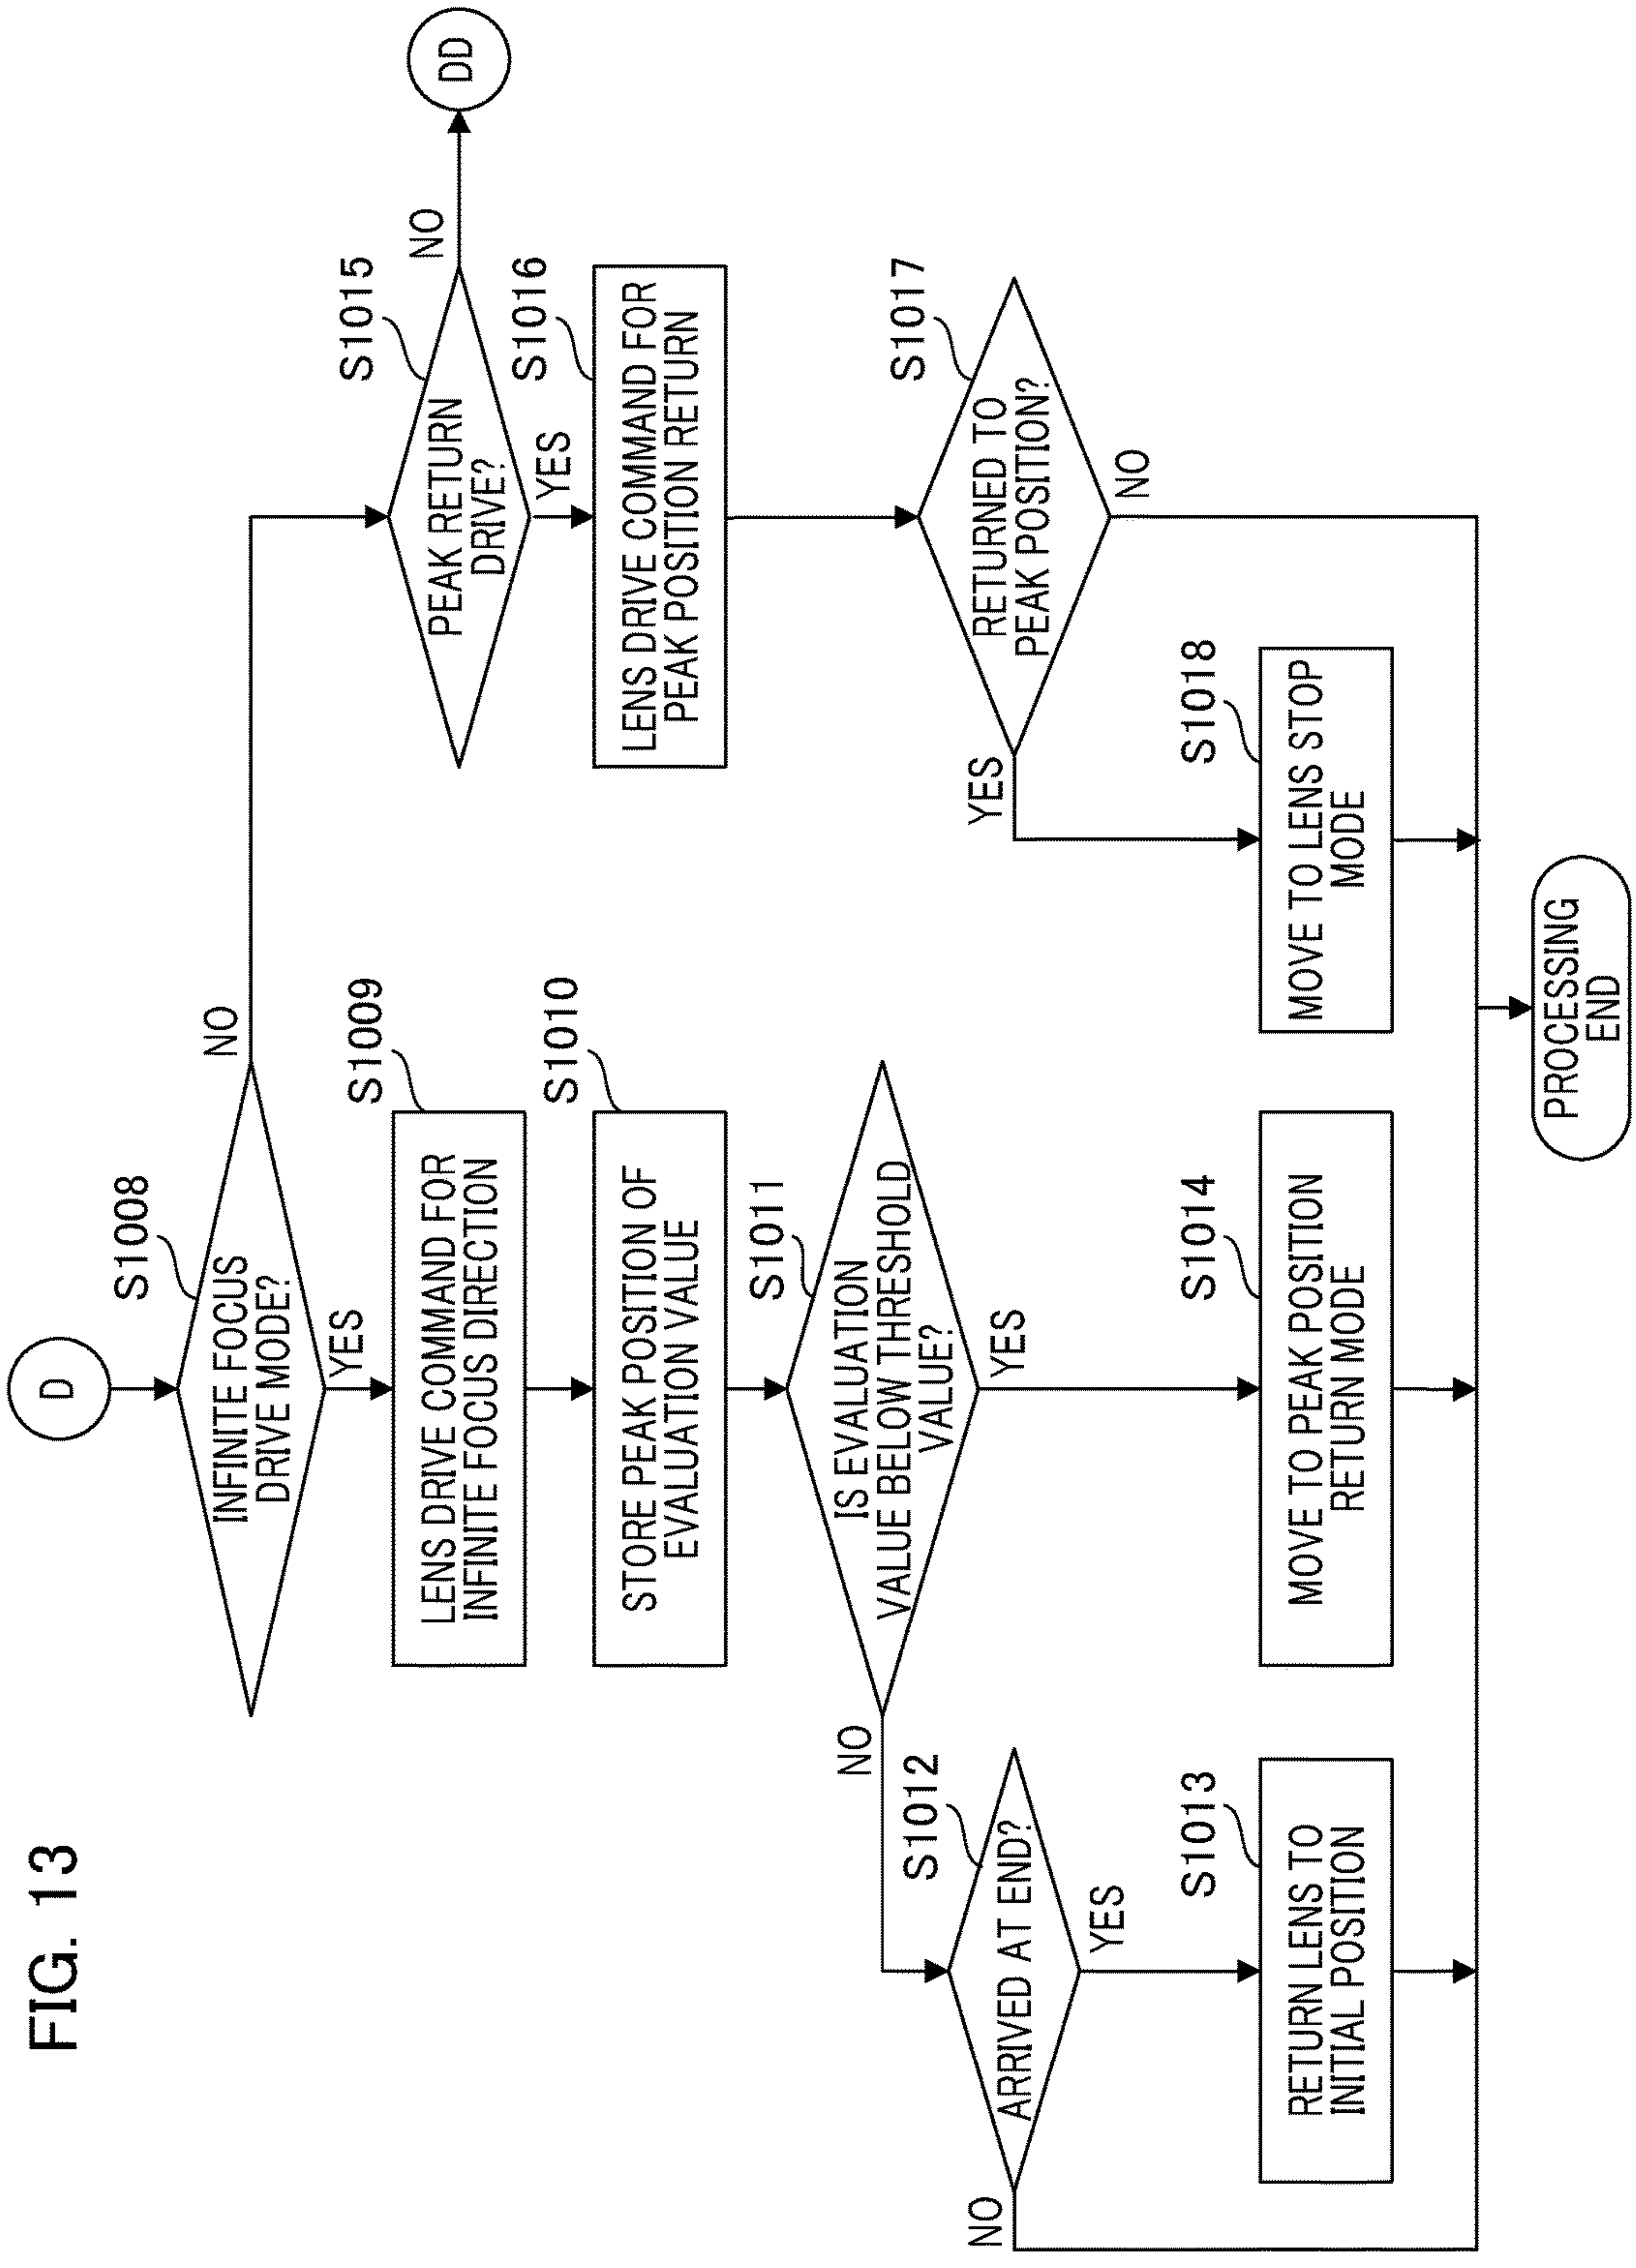 FIG. 13
D
S1008
INFINITE FOCUS
DRIVE MODE?
NO
YES
S1009
LENS DRIVE COMMAND FOR
INFINITE FOCUS DIRECTION
S1010
STORE PEAK POSITION OF
EVALUATION VALUE
S1011
IS EVALUATION
VALUE BELOW THRESHOLD
VALUE?
NO
YES
S1012
ARRIVED AT END?
NO
YES
S1013
RETURN LENS TO
INITIAL POSITION
S1014
MOVE TO PEAK POSITION
RETURN MODE
S1015
PEAK RETURN
DRIVE?
NO
DD
YES
S1016
LENS DRIVE COMMAND FOR
PEAK POSITION RETURN
S1017
RETURNED TO
PEAK POSITION?
YES
NO
S1018
MOVE TO LENS STOP
MODE
PROCESSING
END